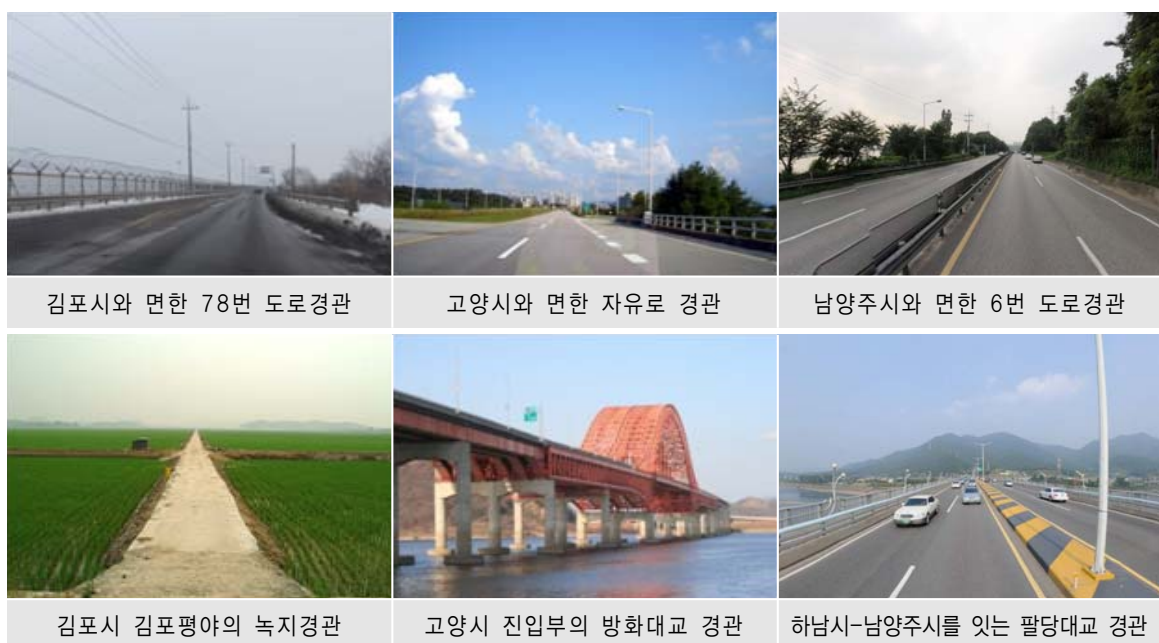 김포시와 면한 78번 도로경관
고양시와 면한 자유로 경관
남양주시와 면한 6번 도로경관
김포시 김포평야의 녹지경관
고양시 진입부의 방화대교 경관
하남시-남양주시를 잇는 팔당대교 경관